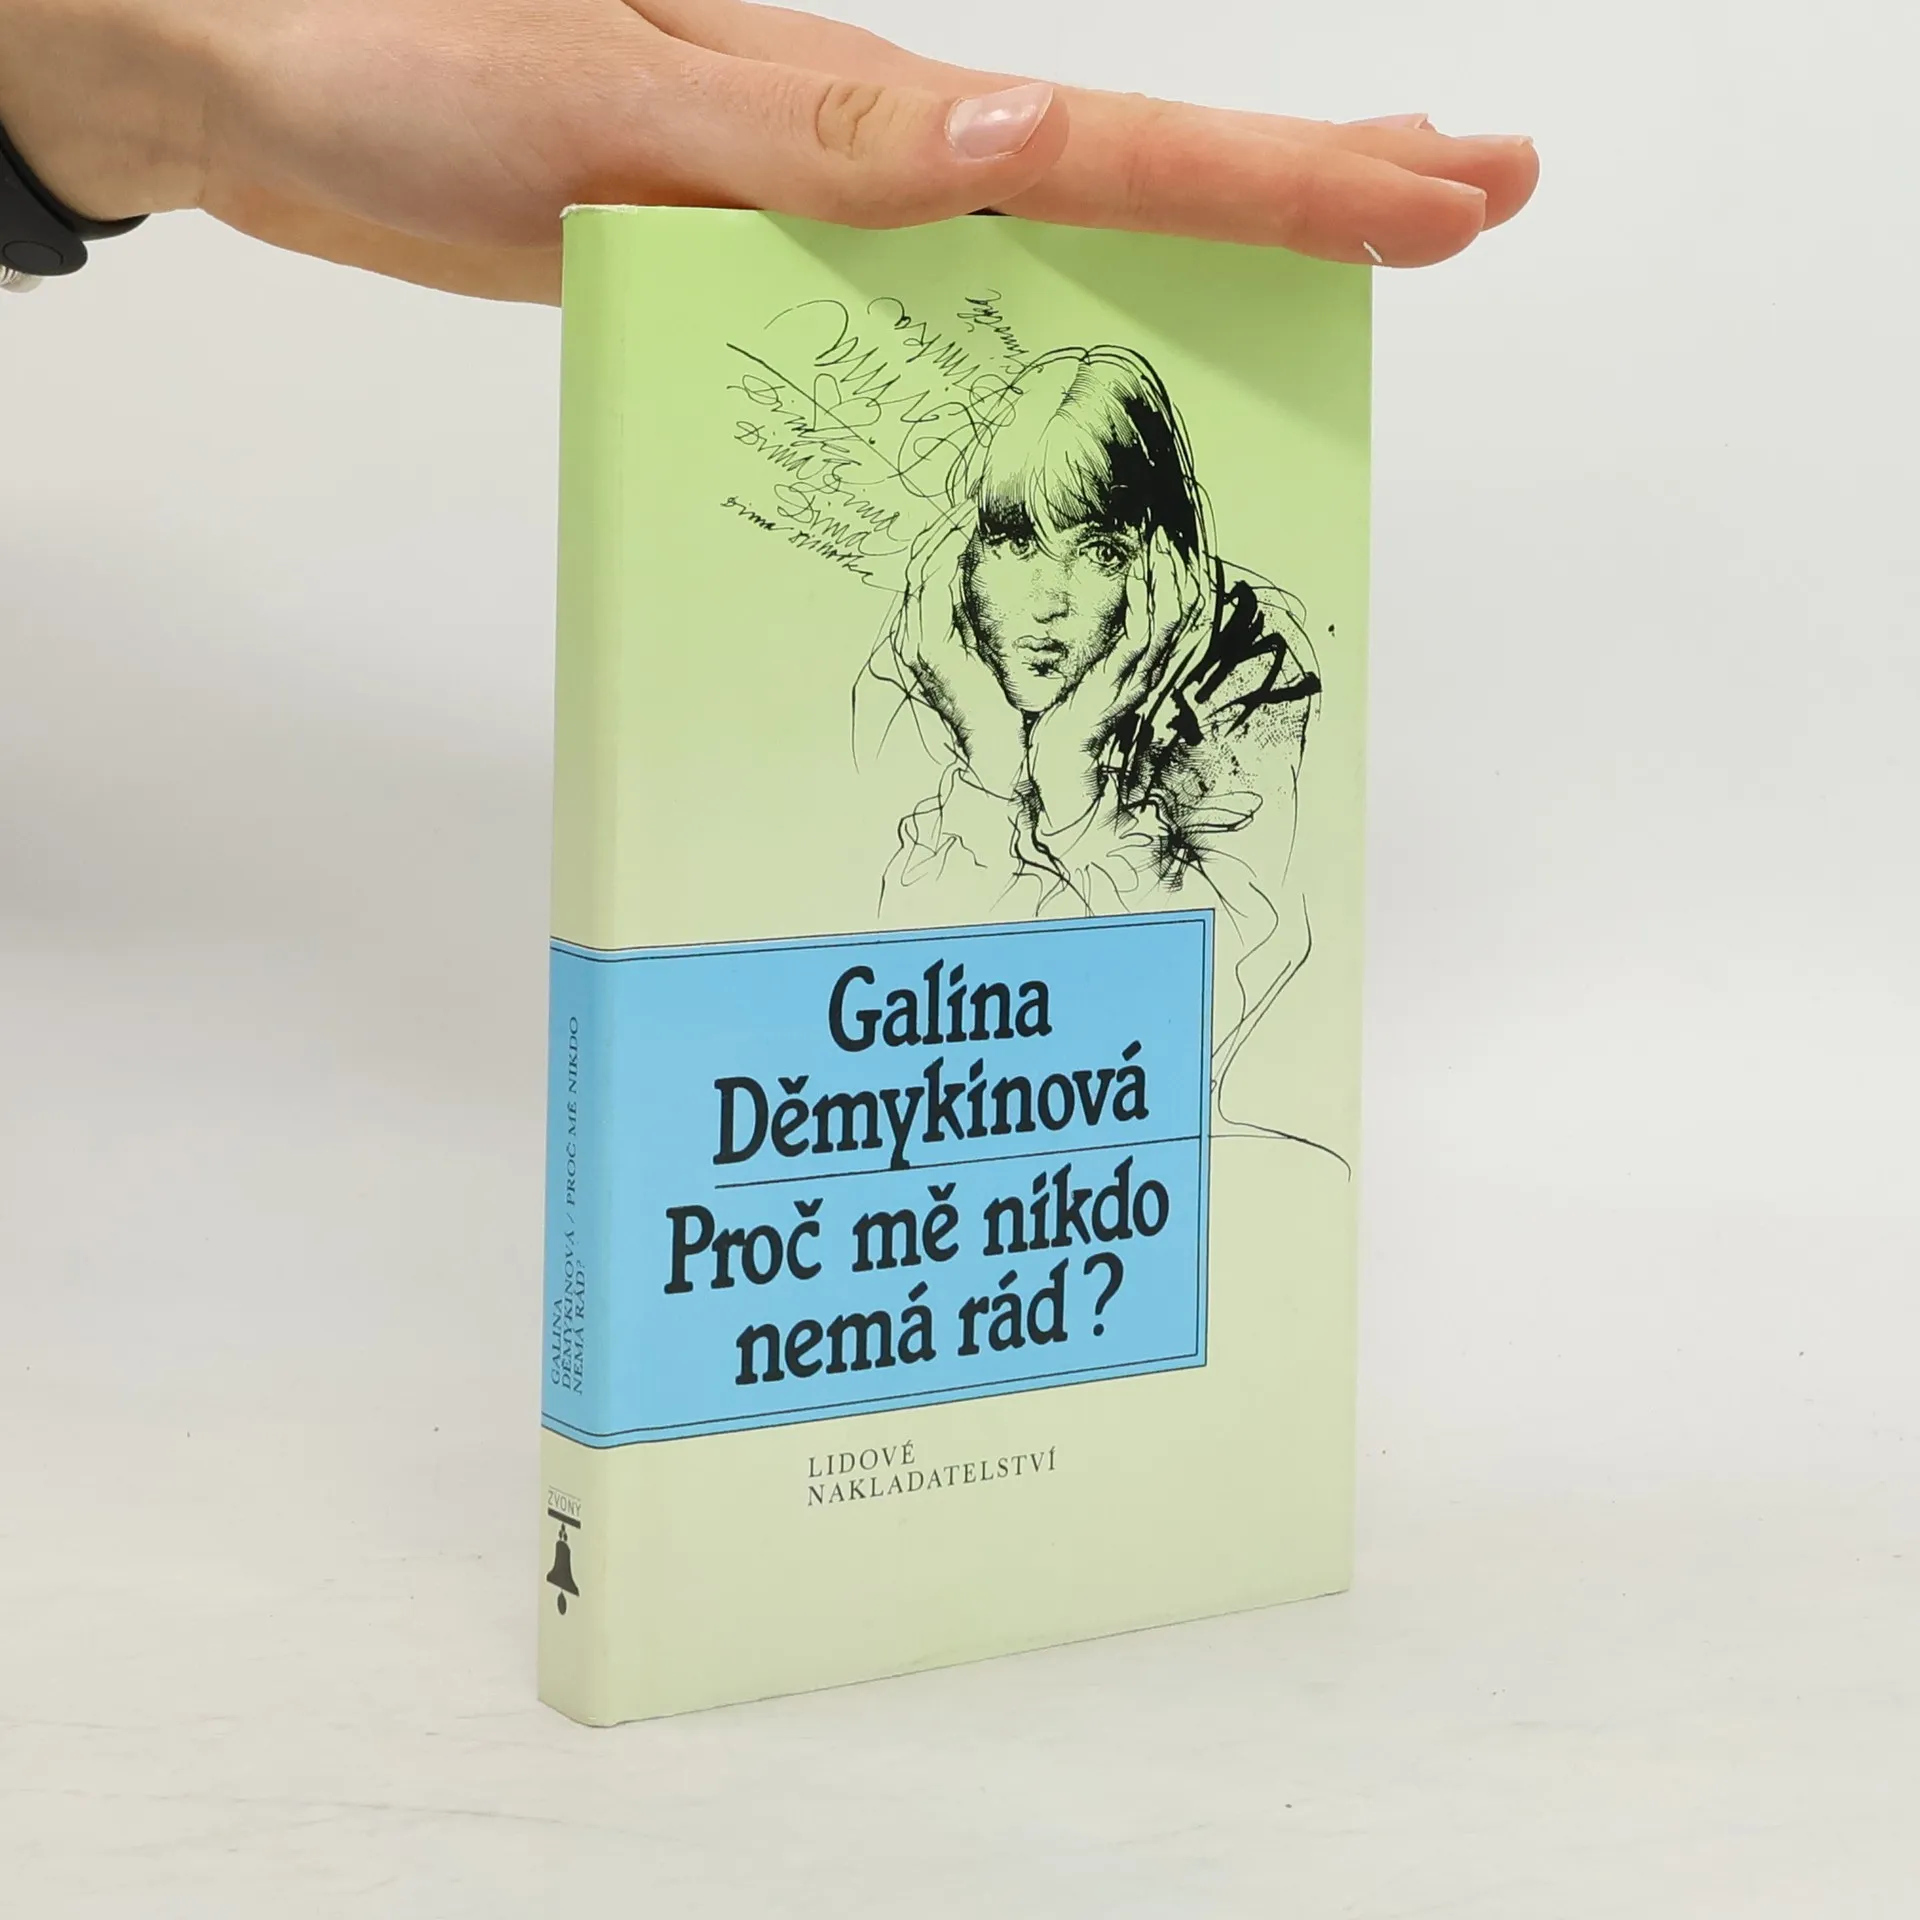 Galina
Děmykinová
Proč mě nikdo
nemá rád?
LIDOVÉ
NAKLADATELSTVÍ
GALINA
DĚMYKINOVÁ / PROČ MĚ NIKDO
NEMÁ RÁD?
ZVONY